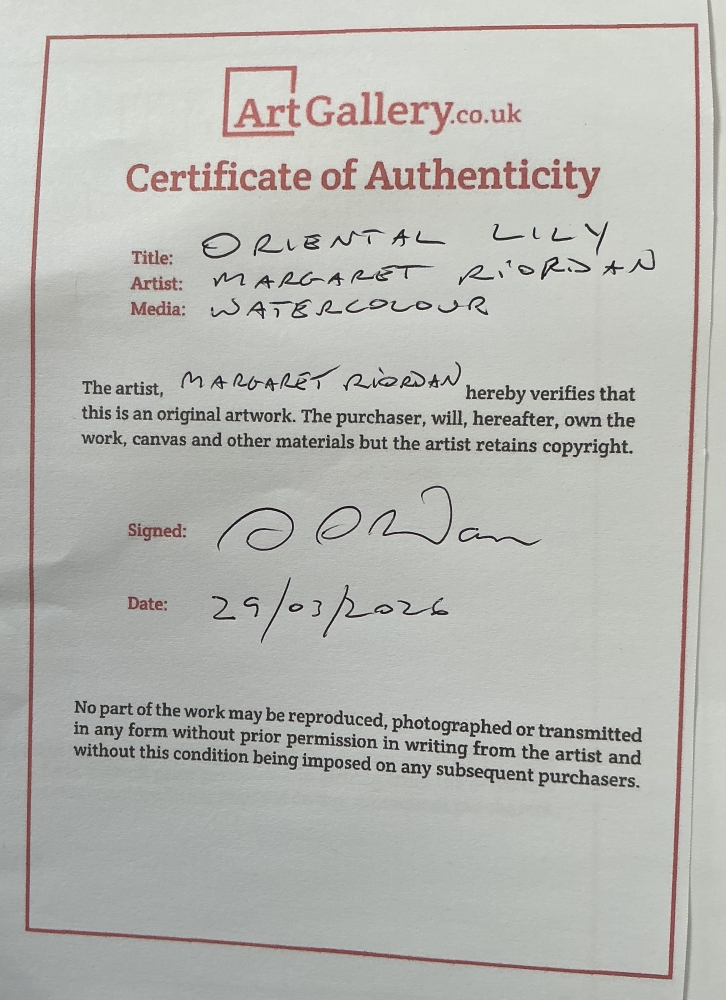 ArtGallery.co.uk
Certificate of Authenticity
Title: ORIENTAL LILY
Artist: MARGARET RIORDAN
Media: WATERCOLOUR
The artist, MARGARET RIORDAN hereby verifies that
this is an original artwork. The purchaser, will, hereafter, own the
work, canvas and other materials but the artist retains copyright.
Signed:
Date: 29/03/2026
No part of the work may be reproduced, photographed or transmitted
in any form without prior permission in writing from the artist and
without this condition being imposed on any subsequent purchasers.